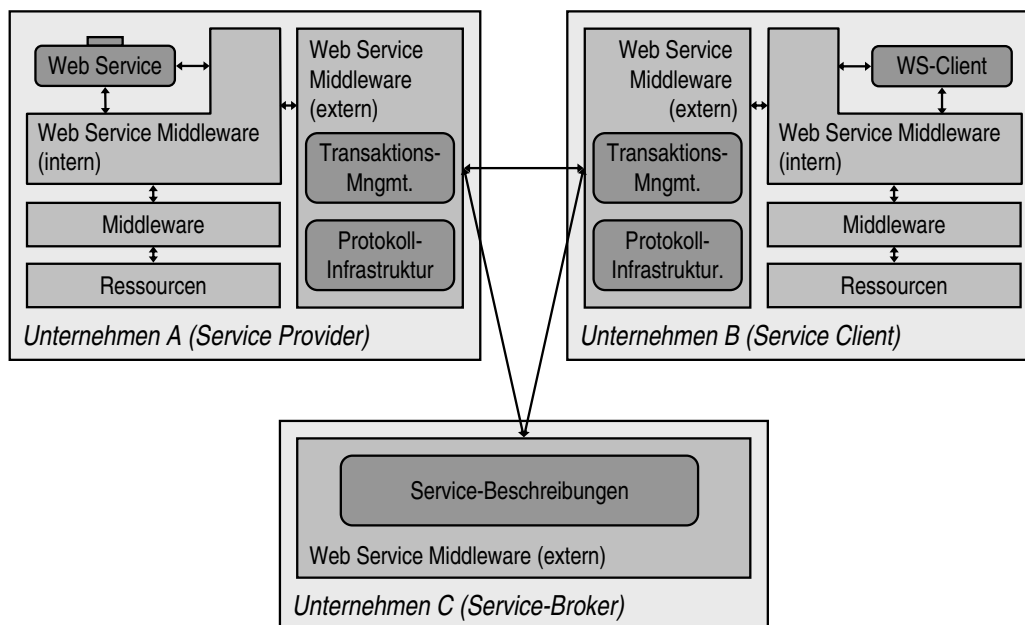 Web Service
Web Service Middleware
(intern)
Middleware
Ressourcen
Web Service
Middleware
(extern)
Transaktions-
Mngmt.
Protokoll-
Infrastruktur
Unternehmen A (Service Provider)
Web Service
Middleware
(extern)
Transaktions-
Mngmt.
Protokoll-
Infrastruktur.
WS-Client
Web Service Middleware
(intern)
Middleware
Ressourcen
Unternehmen B (Service Client)
Service-Beschreibungen
Web Service Middleware (extern)
Unternehmen C (Service-Broker)